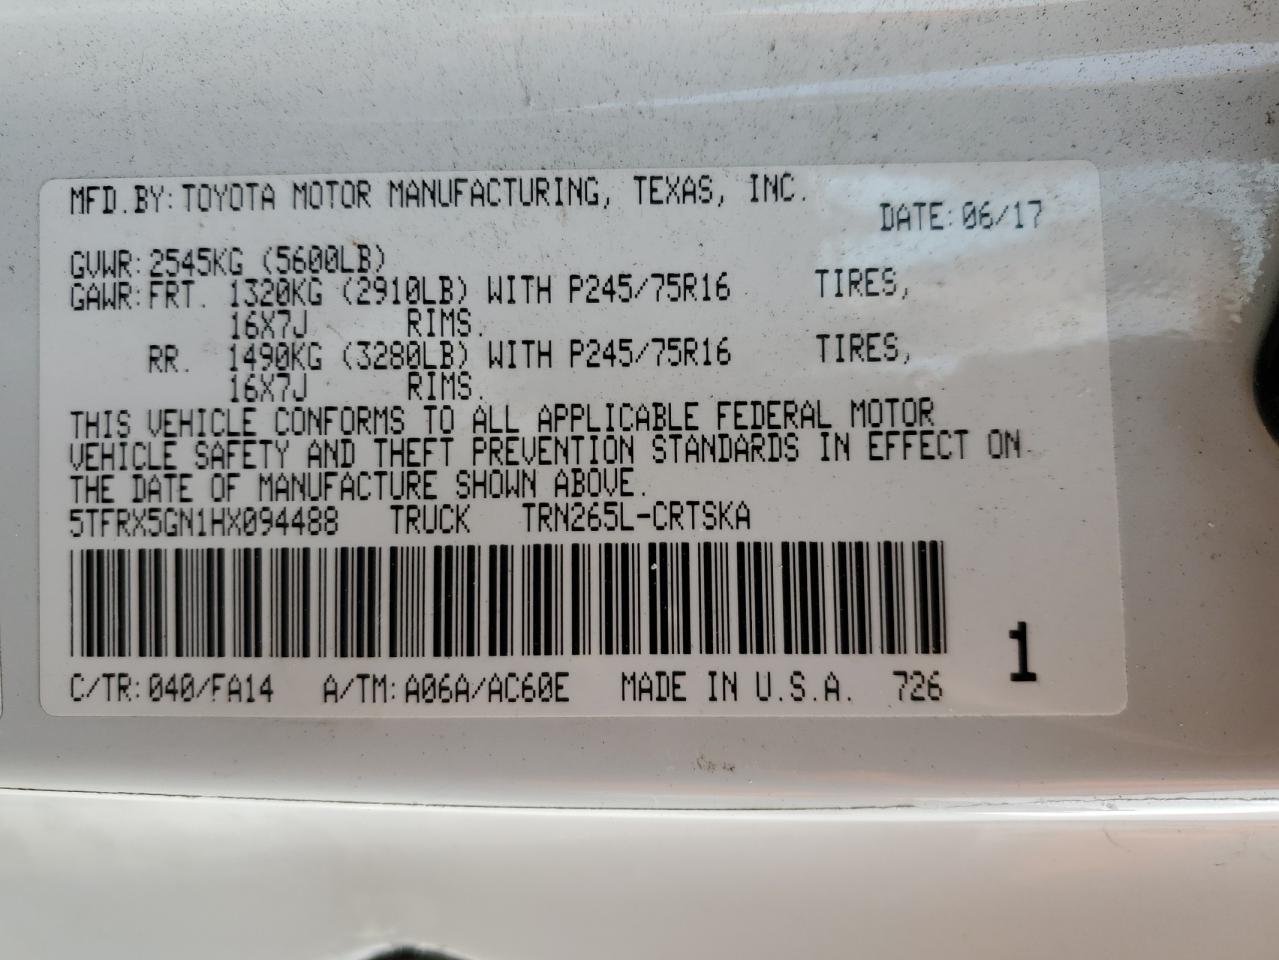 MFD.BY:TOYOTA MOTOR MANUFACTURING, TEXAS, INC.
DATE:06/17
GVWR:2545KG (5600LB)
GAWR:FRT. 1320KG (2910LB) WITH P245/75R16 TIRES,
16X7J RIMS.
RR. 1490KG (3280LB) WITH P245/75R16 TIRES,
16X7J RIMS.
THIS VEHICLE CONFORMS TO ALL APPLICABLE FEDERAL MOTOR
VEHICLE SAFETY AND THEFT PREVENTION STANDARDS IN EFFECT ON
THE DATE OF MANUFACTURE SHOWN ABOVE.
5TFRX5GN1HX094488 TRUCK TRN265L-CRTSKA
C/TR:040/FA14 A/TM:A06A/AC60E MADE IN U.S.A. 726
1